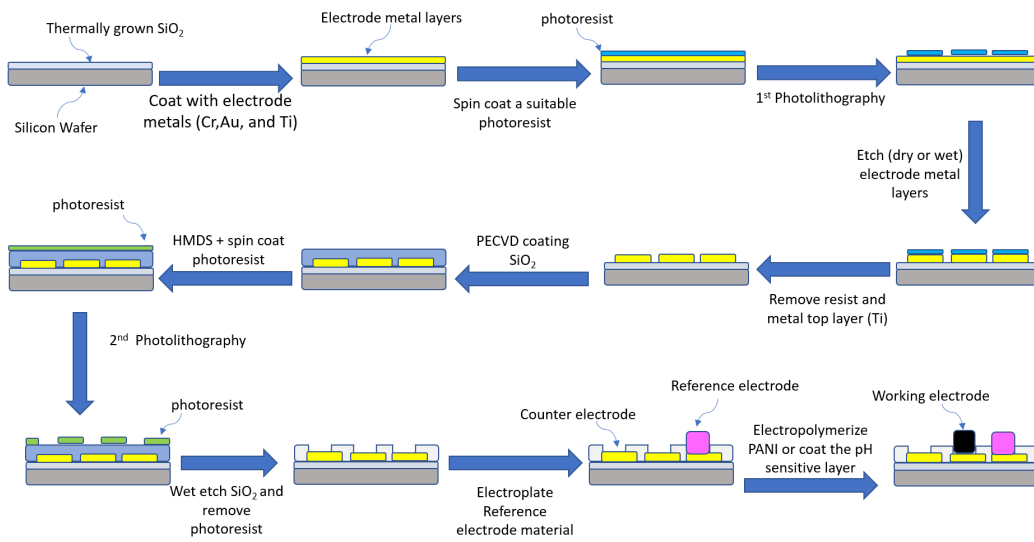 Thermally grown SiO₂
Silicon Wafer
Coat with electrode
metals (Cr,Au, and Ti)
Electrode metal layers
Spin coat a suitable
photoresist
photoresist
1st Photolithography
Etch (dry or wet)
electrode metal
layers
Remove resist and
metal top layer (Ti)
PECVD coating
SiO₂
HMDS + spin coat
photoresist
photoresist
2nd Photolithography
photoresist
Wet etch SiO₂ and
remove
photoresist
Electroplate
Reference
electrode material
Counter electrode
Reference electrode
Electropolymerize
PANI or coat the pH
sensitive layer
Working electrode